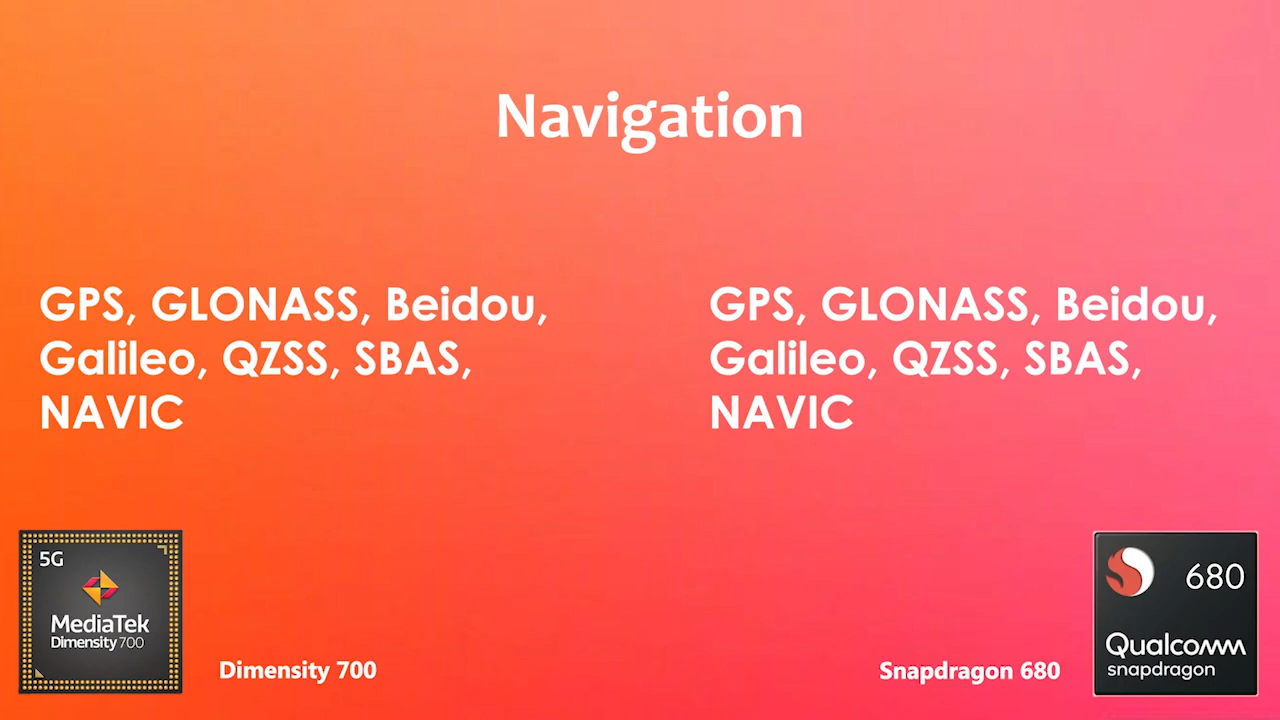 Navigation
GPS, GLONASS, Beidou,
Galileo, QZSS, SBAS,
NAVIC
GPS, GLONASS, Beidou,
Galileo, QZSS, SBAS,
NAVIC
5G
MediaTek
Dimensity 700
Dimensity 700
Snapdragon 680
680
Qualcomm
snapdragon